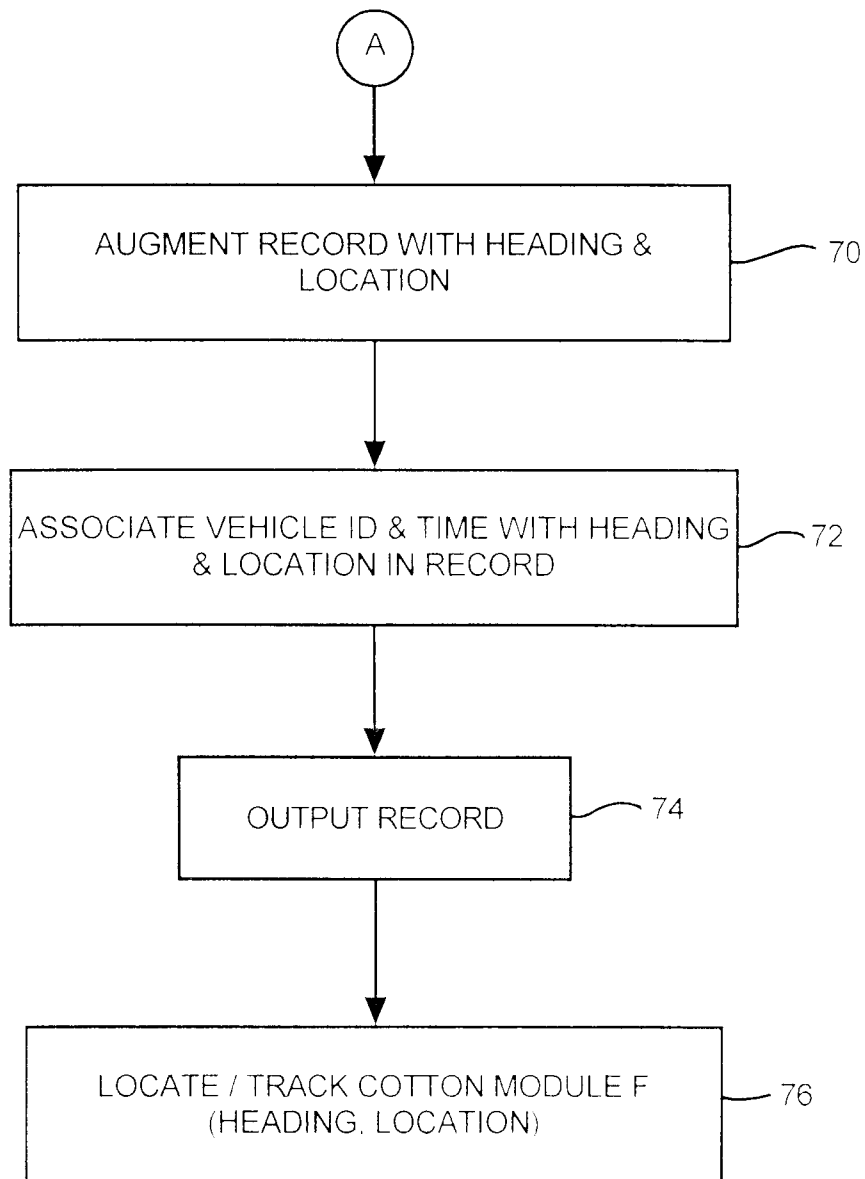 A
AUGMENT RECORD WITH HEADING &
LOCATION
70
ASSOCIATE VEHICLE ID & TIME WITH HEADING
& LOCATION IN RECORD
72
OUTPUT RECORD
74
LOCATE / TRACK COTTON MODULE F
(HEADING, LOCATION)
76